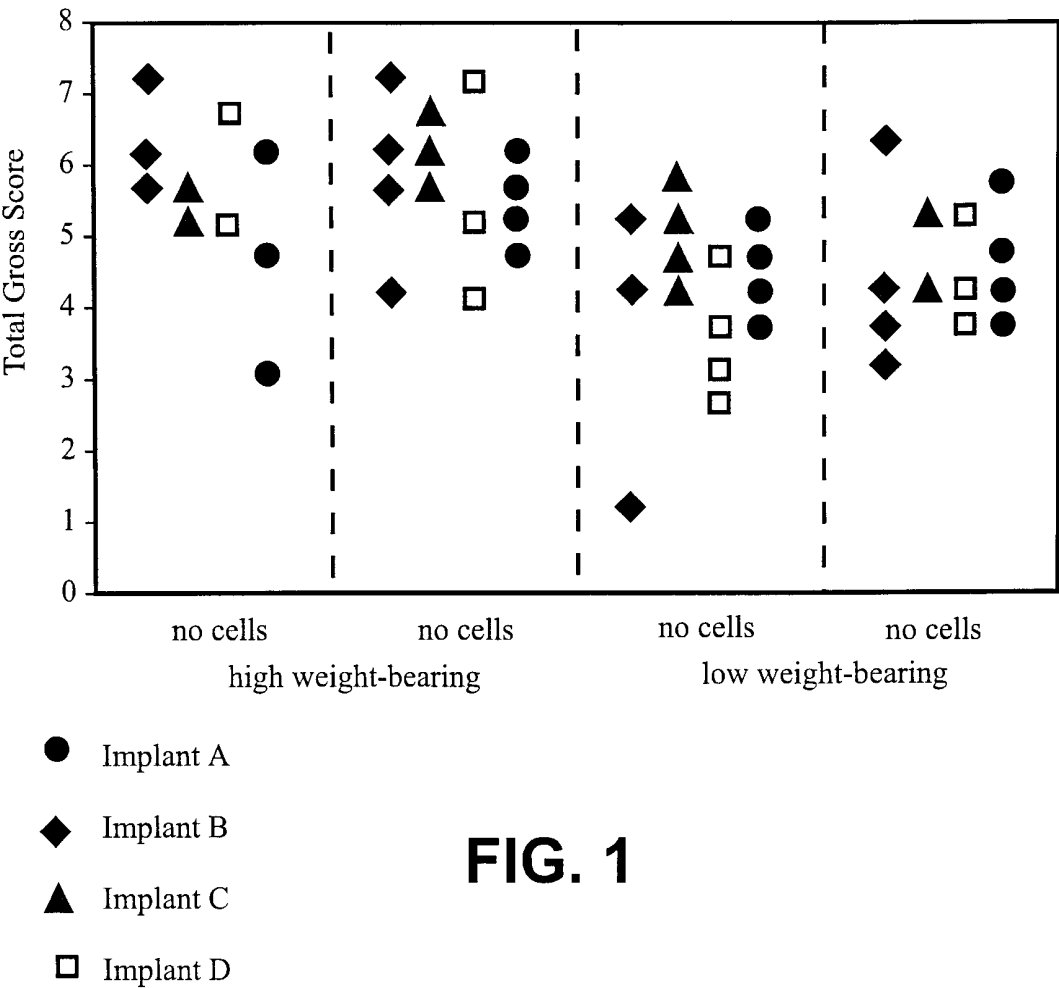 Total Gross Score
8
7
6
5
4
3
2
1
0
no cells no cells no cells no cells
high weight-bearing low weight-bearing
Implant A
Implant B
Implant C
Implant D
FIG. 1